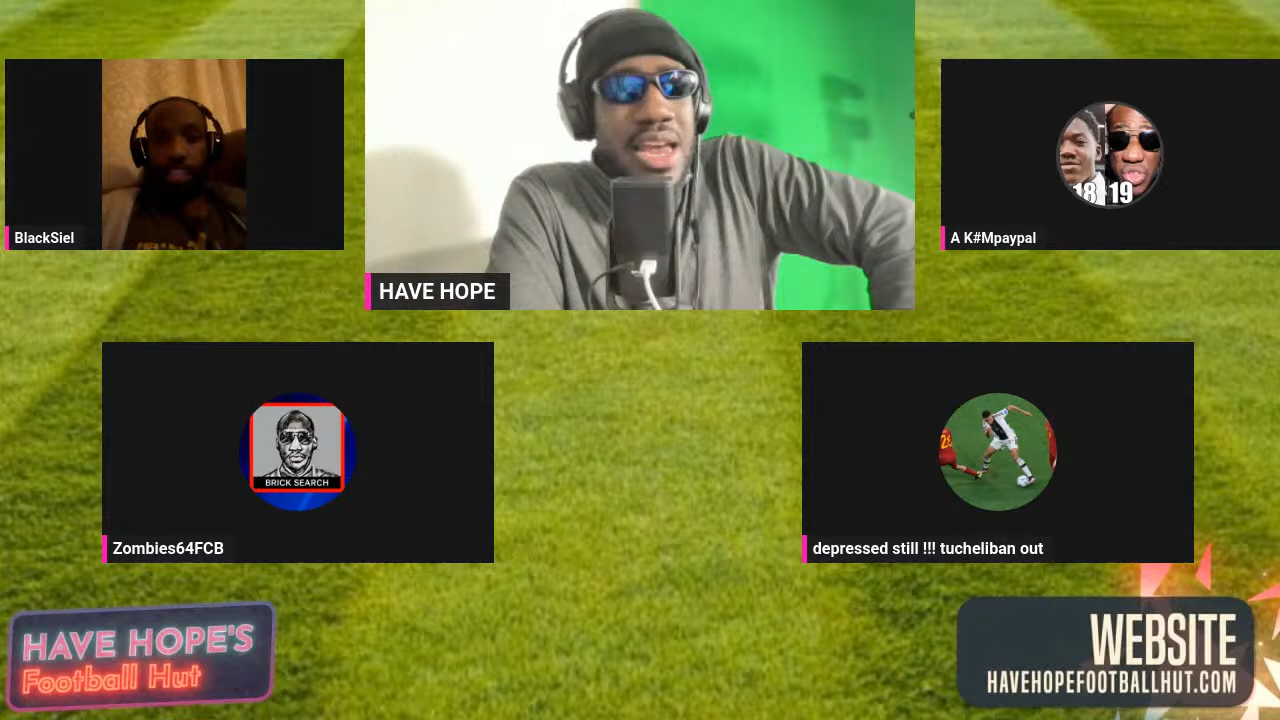 BlackSiel
HAVE HOPE
18 19
A K#Mpaypal
BRICK SEARCH
Zombies64FCB
depressed still !!! tucheliban out
HAVE HOPE'S
Football Hut
WEBSITE
HAVEHOPEFOOTBALLHUT.COM